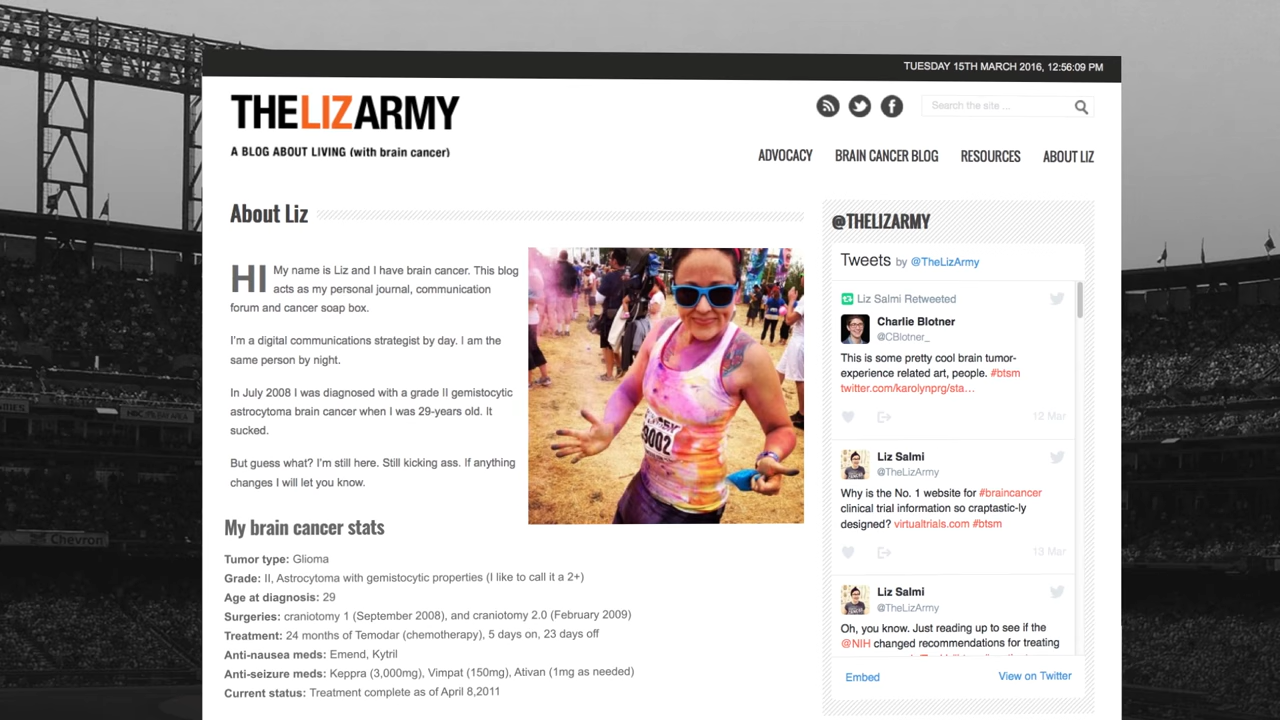 TUESDAY 15TH MARCH 2016, 12:56:09 PM
THELIZARMY
A BLOG ABOUT LIVING (with brain cancer)
Search the site ...
ADVOCACY BRAIN CANCER BLOG RESOURCES ABOUT LIZ
About Liz
HI My name is Liz and I have brain cancer. This blog
acts as my personal journal, communication
forum and cancer soap box.
I'm a digital communications strategist by day. I am the
same person by night.
In July 2008 I was diagnosed with a grade II gemistocytic
astrocytoma brain cancer when I was 29-years old. It
sucked.
But guess what? I'm still here. Still kicking ass. If anything
changes I will let you know.
9002
My brain cancer stats
Tumor type: Glioma
Grade: II, Astrocytoma with gemistocytic properties (I like to call it a 2+)
Age at diagnosis: 29
Surgeries: craniotomy 1 (September 2008), and craniotomy 2.0 (February 2009)
Treatment: 24 months of Temodar (chemotherapy), 5 days on, 23 days off
Anti-nausea meds: Emend, Kytril
Anti-seizure meds: Keppra (3,000mg), Vimpat (150mg), Ativan (1mg as needed)
Current status: Treatment complete as of April 8,2011
@THELIZARMY
Tweets by @TheLizArmy
Liz Salmi Retweeted
Charlie Blotner
@CBlotner_
This is some pretty cool brain tumor-
experience related art, people. #btsm
twitter.com/karolynprg/sta…
12 Mar
Liz Salmi
@TheLizArmy
Why is the No. 1 website for #braincancer
clinical trial information so craptastic-ly
designed? virtualtrials.com #btsm
13 Mar
Liz Salmi
@TheLizArmy
Oh, you know. Just reading up to see if the
@NIH changed recommendations for treating
Embed View on Twitter
Chevron